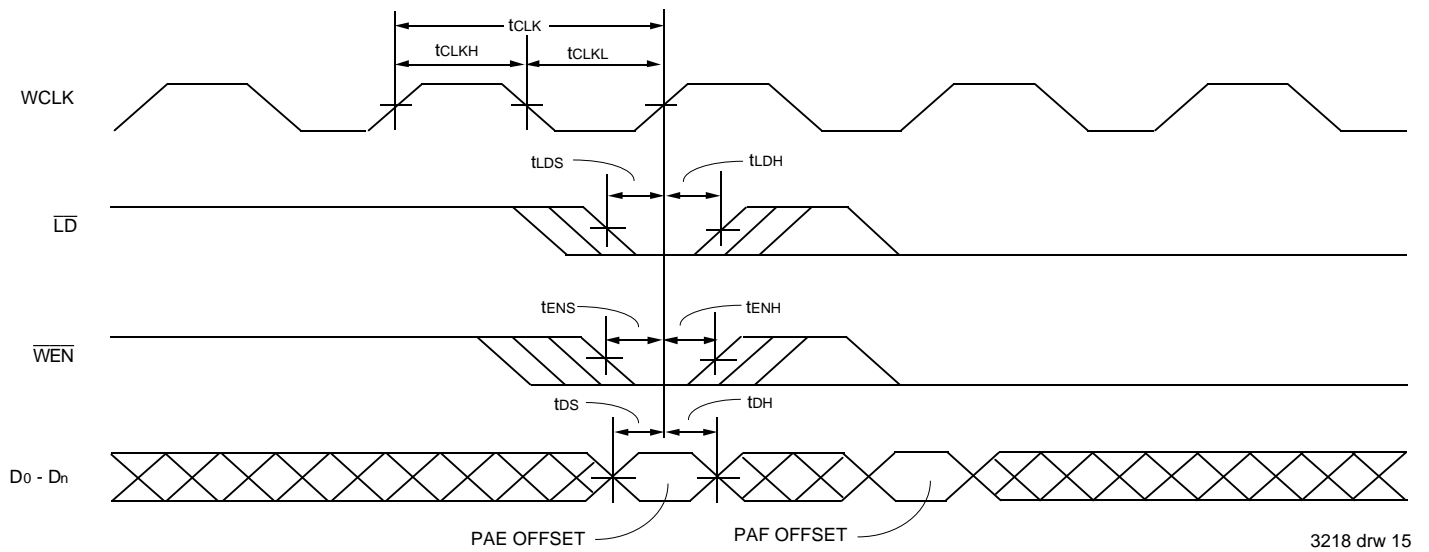 tCLK
tCLKH
tCLKL
WCLK
tLDS
tLDH
LD
tENS
tENH
WEN
tDS
tDH
D0 - Dn
PAE OFFSET
PAF OFFSET
3218 drw 15